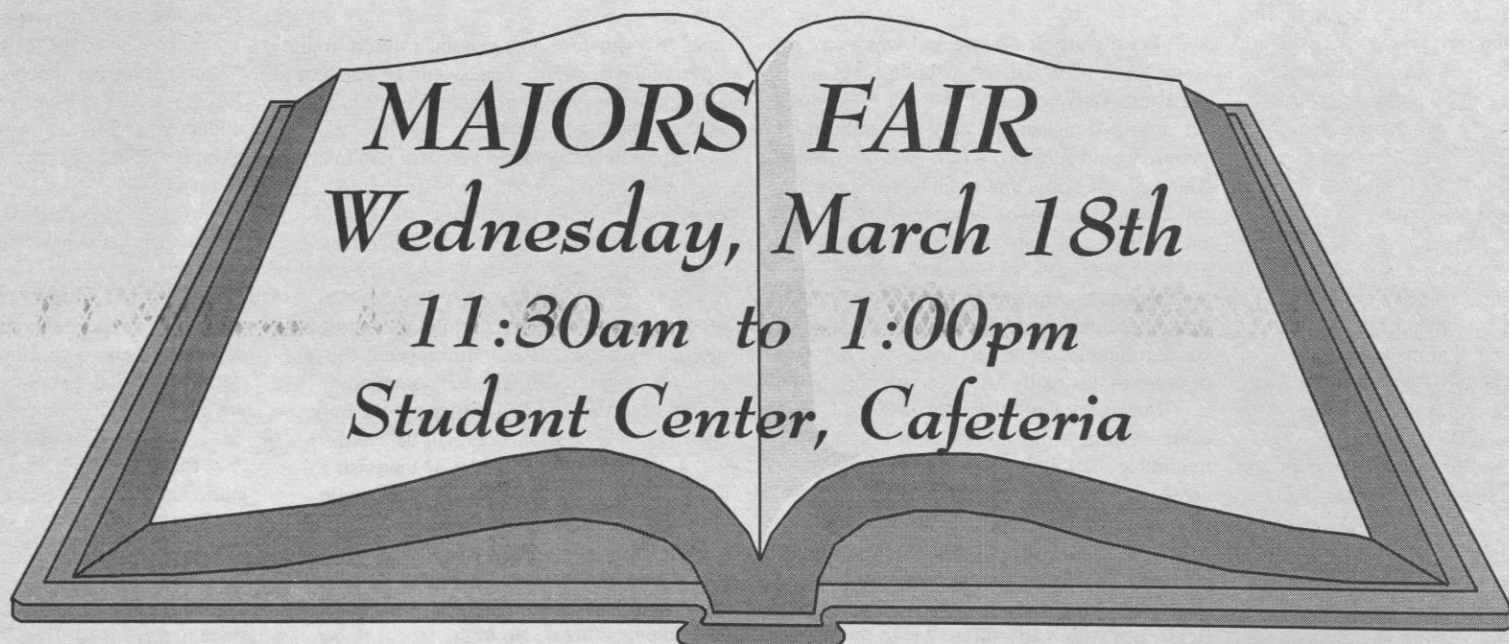 MAJORS FAIR
Wednesday, March 18th
11:30am to 1:00pm
Student Center, Cafeteria